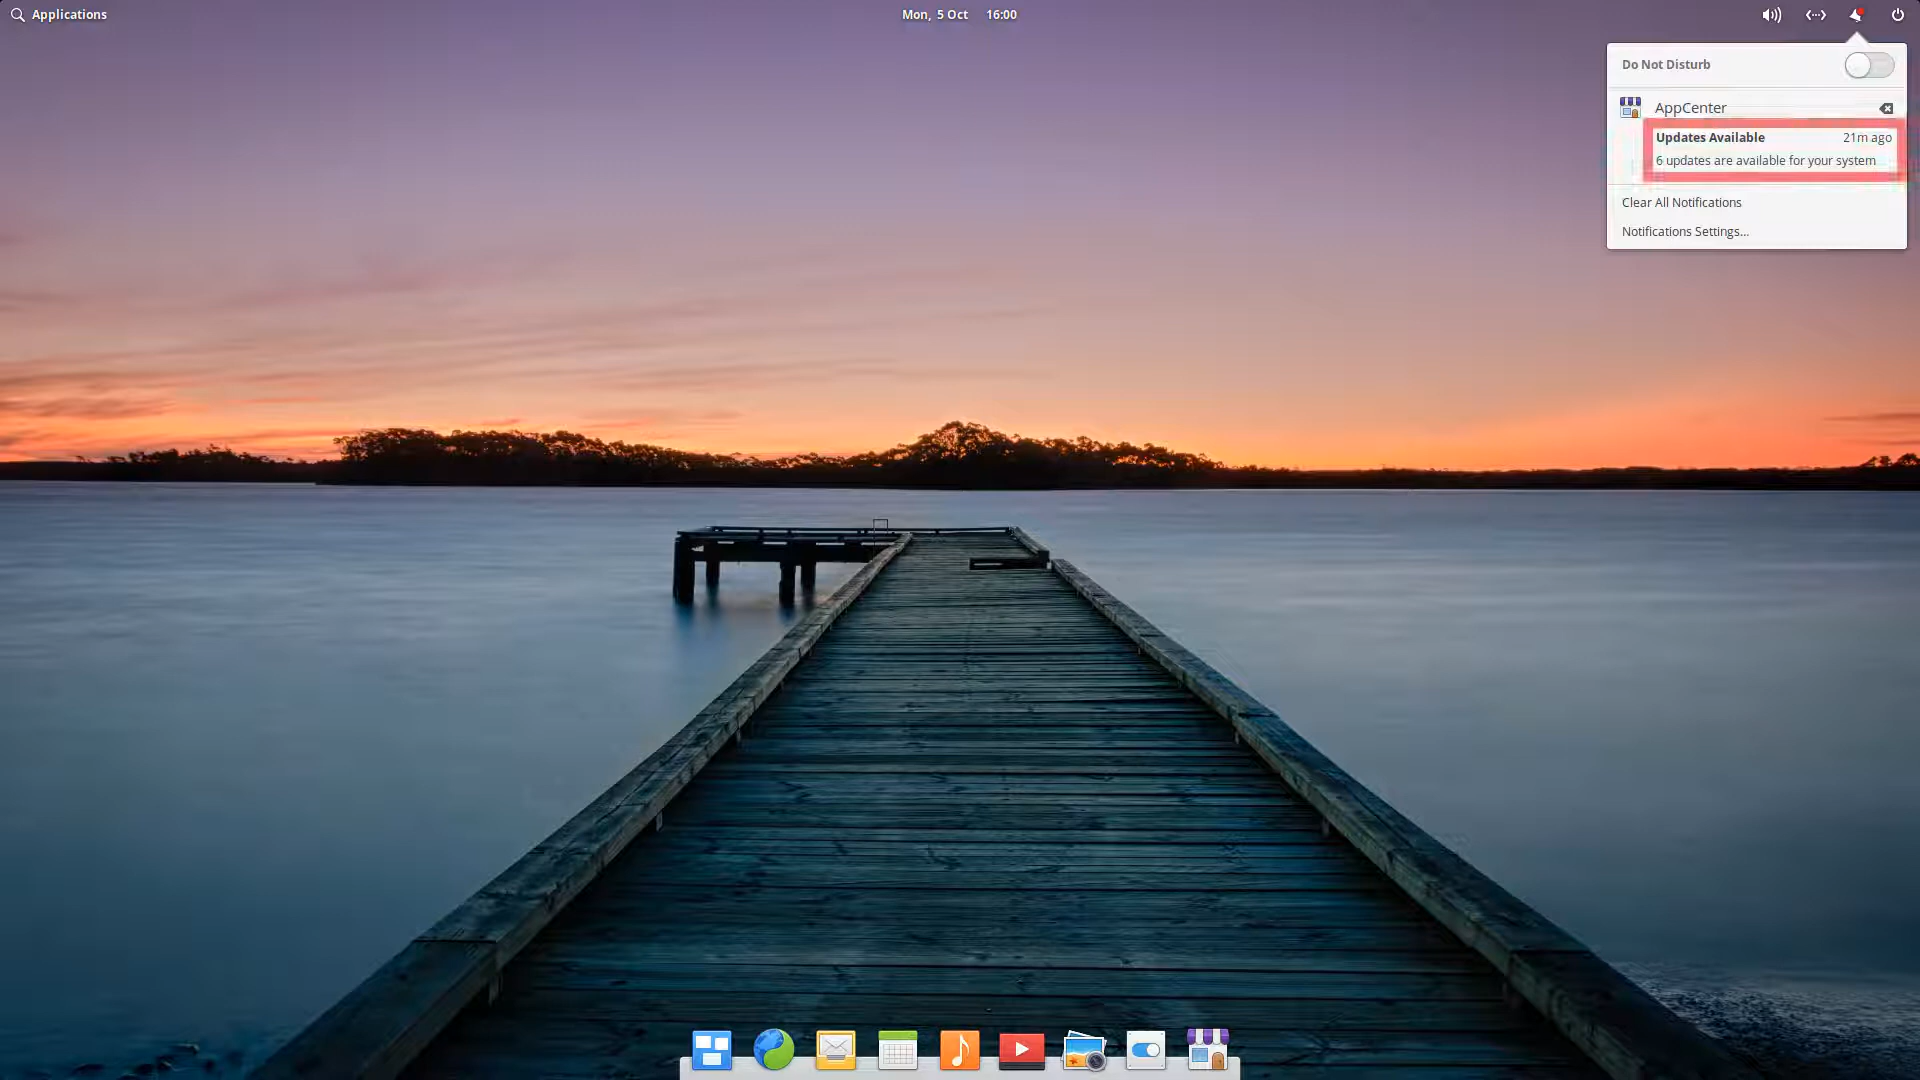 Applications
Mon, 5 Oct 16:00
Do Not Disturb
AppCenter
Updates Available 21m ago
6 updates are available for your system
Clear All Notifications
Notifications Settings...